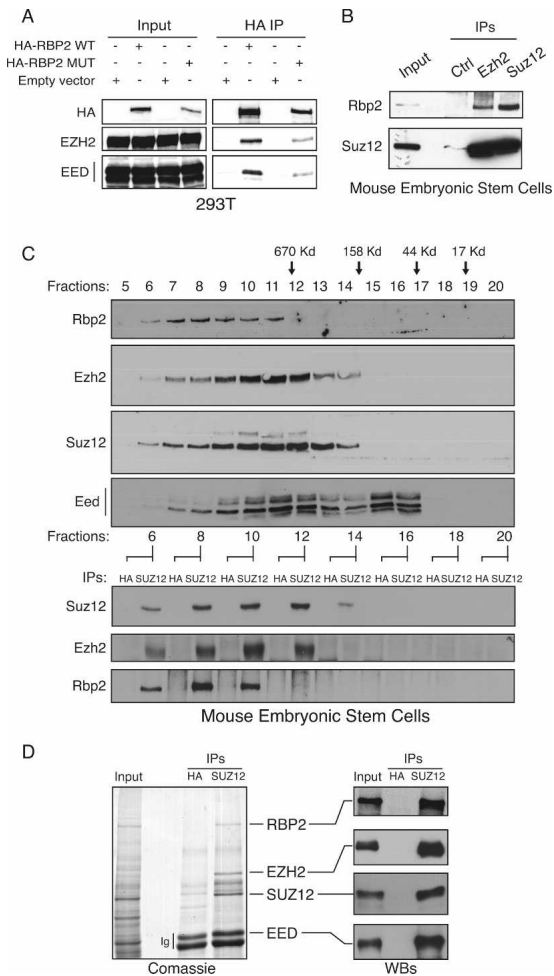 A
Input HA IP
HA-RBP2 WT - + - - - + - -
HA-RBP2 MUT - - - + - - - +
Empty vector + - + - + - + -
HA
EZH2
EED
293T
B
IPs
Input Ctrl Ezh2 Suz12
Rbp2
Suz12
Mouse Embryonic Stem Cells
C
670 Kd 158 Kd 44 Kd 17 Kd
Fractions: 5 6 7 8 9 10 11 12 13 14 15 16 17 18 19 20
Rbp2
Ezh2
Suz12
Eed
Fractions: 6 8 10 12 14 16 18 20
IPs: HA SUZ12 HA SUZ12 HA SUZ12 HA SUZ12 HA SUZ12 HA SUZ12 HA SUZ12 HA SUZ12
Suz12
Ezh2
Rbp2
Mouse Embryonic Stem Cells
D
IPs IPs
Input HA SUZ12 Input HA SUZ12
RBP2
EZH2
SUZ12
Ig EED
Comassie WBs